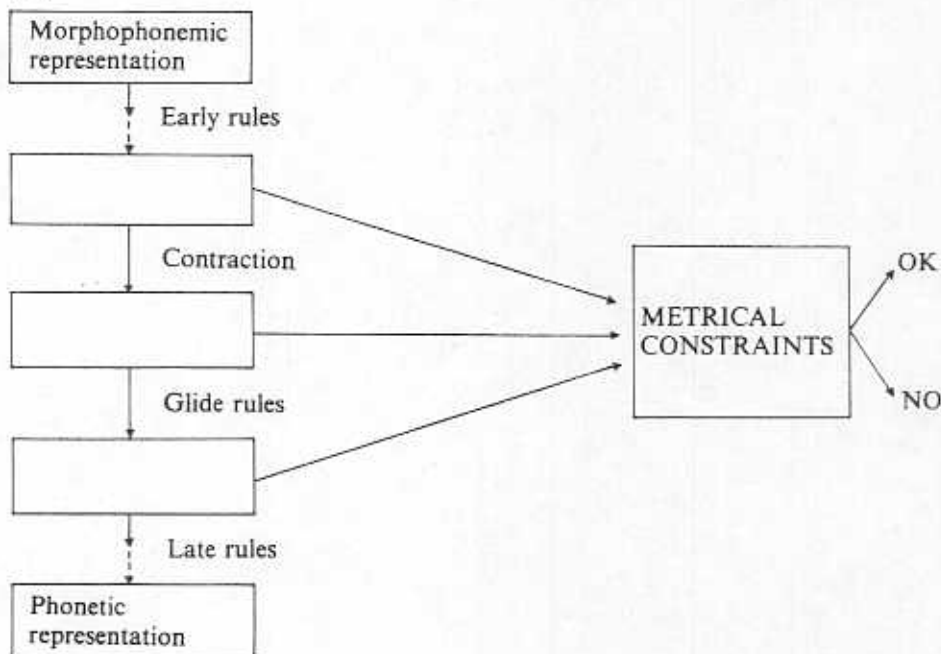 Morphophonemic
representation
Early rules
Contraction
OK
METRICAL
CONSTRAINTS
Glide rules
NO
Late rules
Phonetic
representation